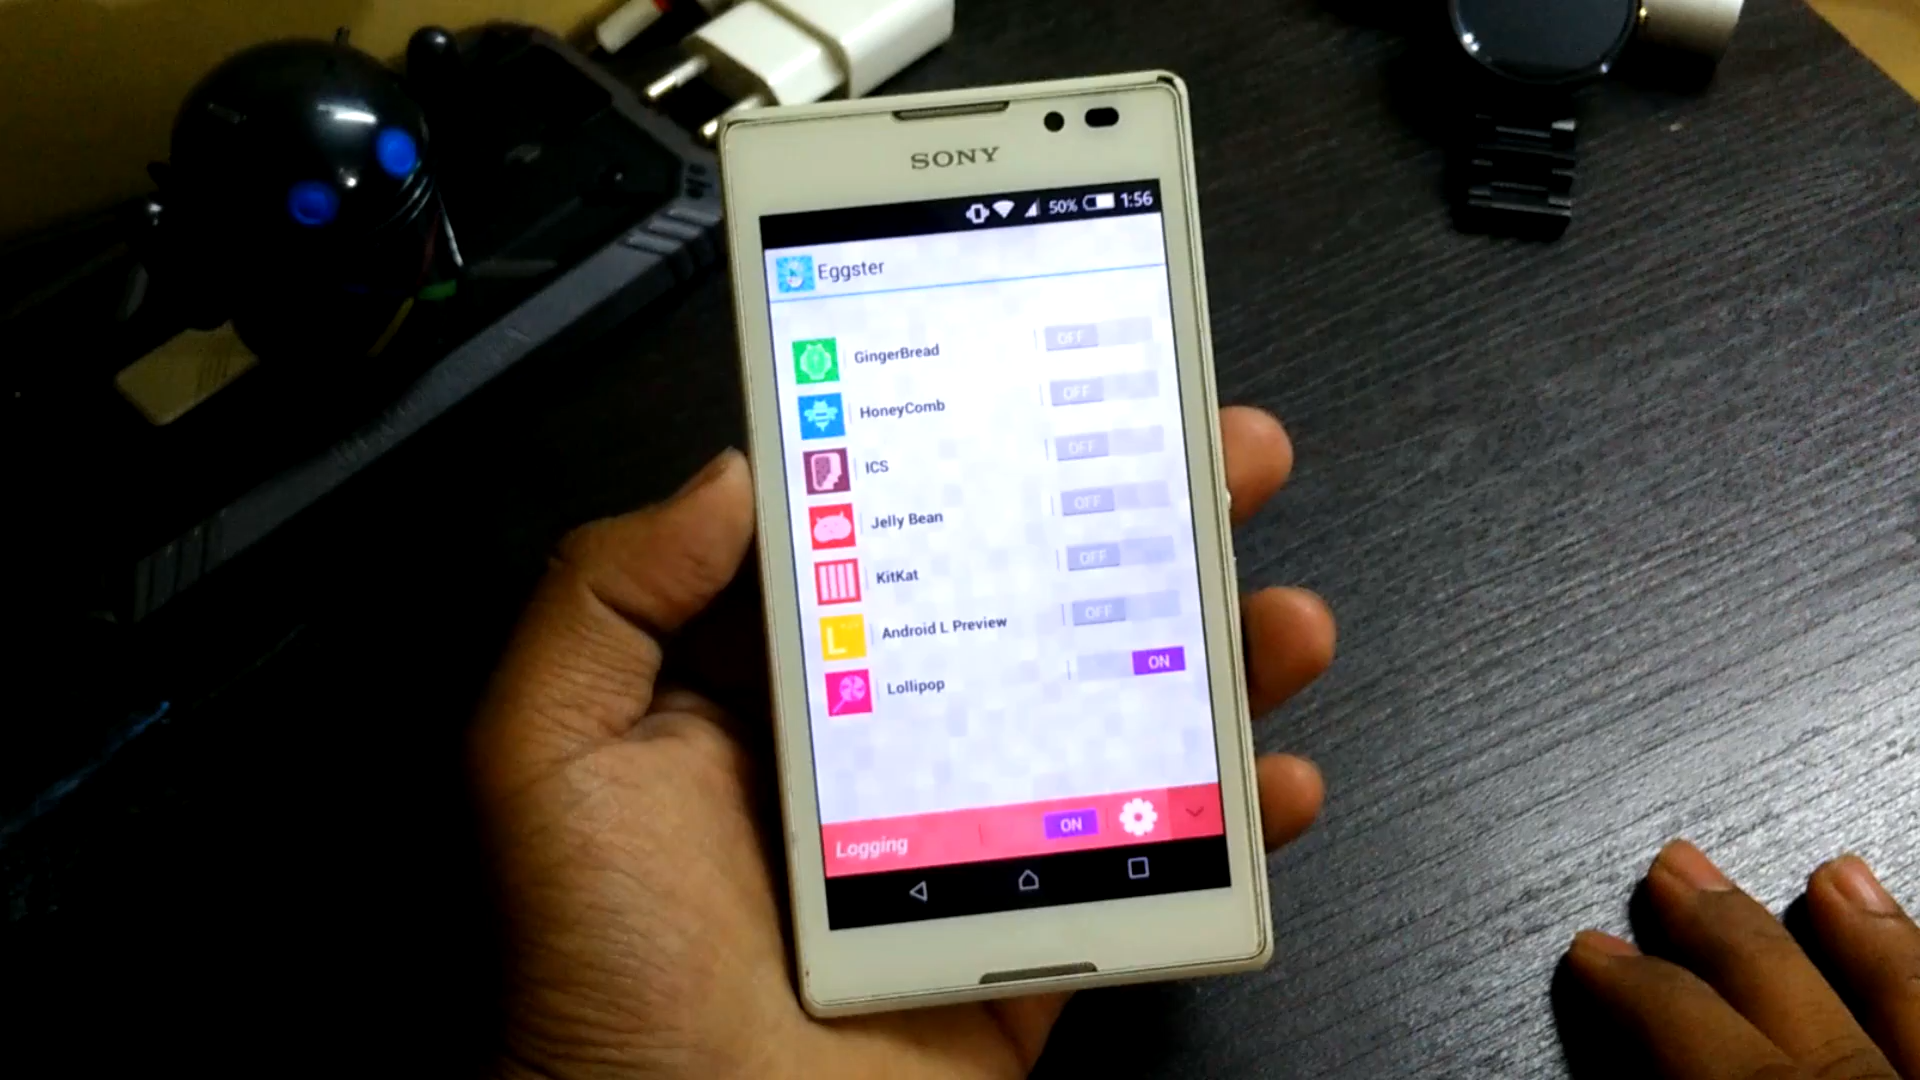 SONY
50% 1:56
Eggster
GingerBread OFF
HoneyComb OFF
ICS OFF
Jelly Bean OFF
KitKat OFF
L Android L Preview OFF
Lollipop ON
Logging ON